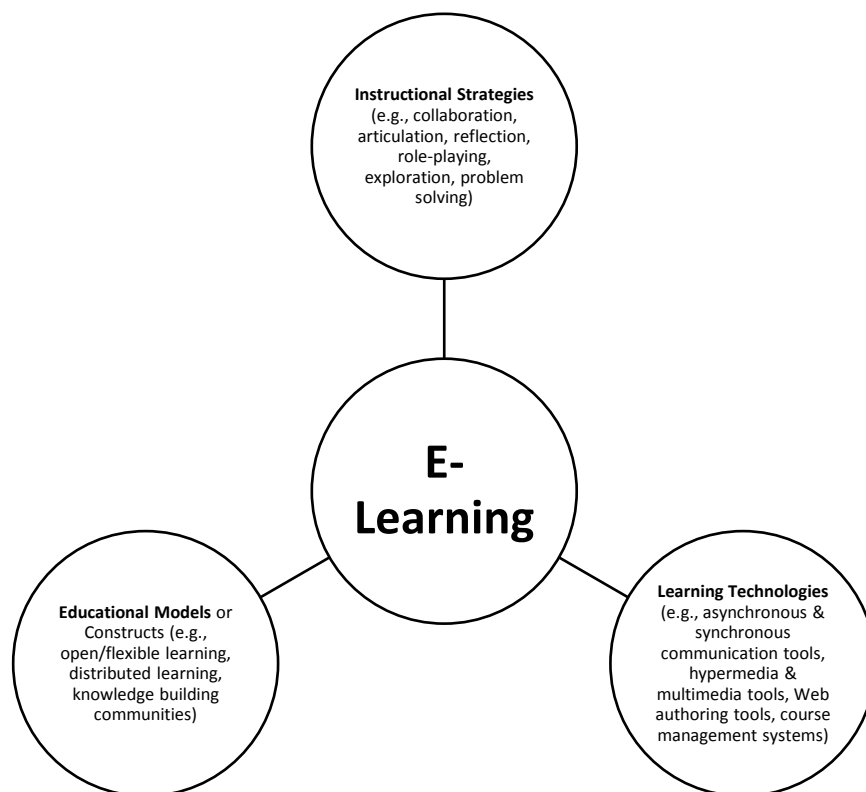 Instructional Strategies
(e.g., collaboration,
articulation, reflection,
role-playing,
exploration, problem
solving)
E-
Learning
Educational Models or
Constructs (e.g.,
open/flexible learning,
distributed learning,
knowledge building
communities)
Learning Technologies
(e.g., asynchronous &
synchronous
communication tools,
hypermedia &
multimedia tools, Web
authoring tools, course
management systems)